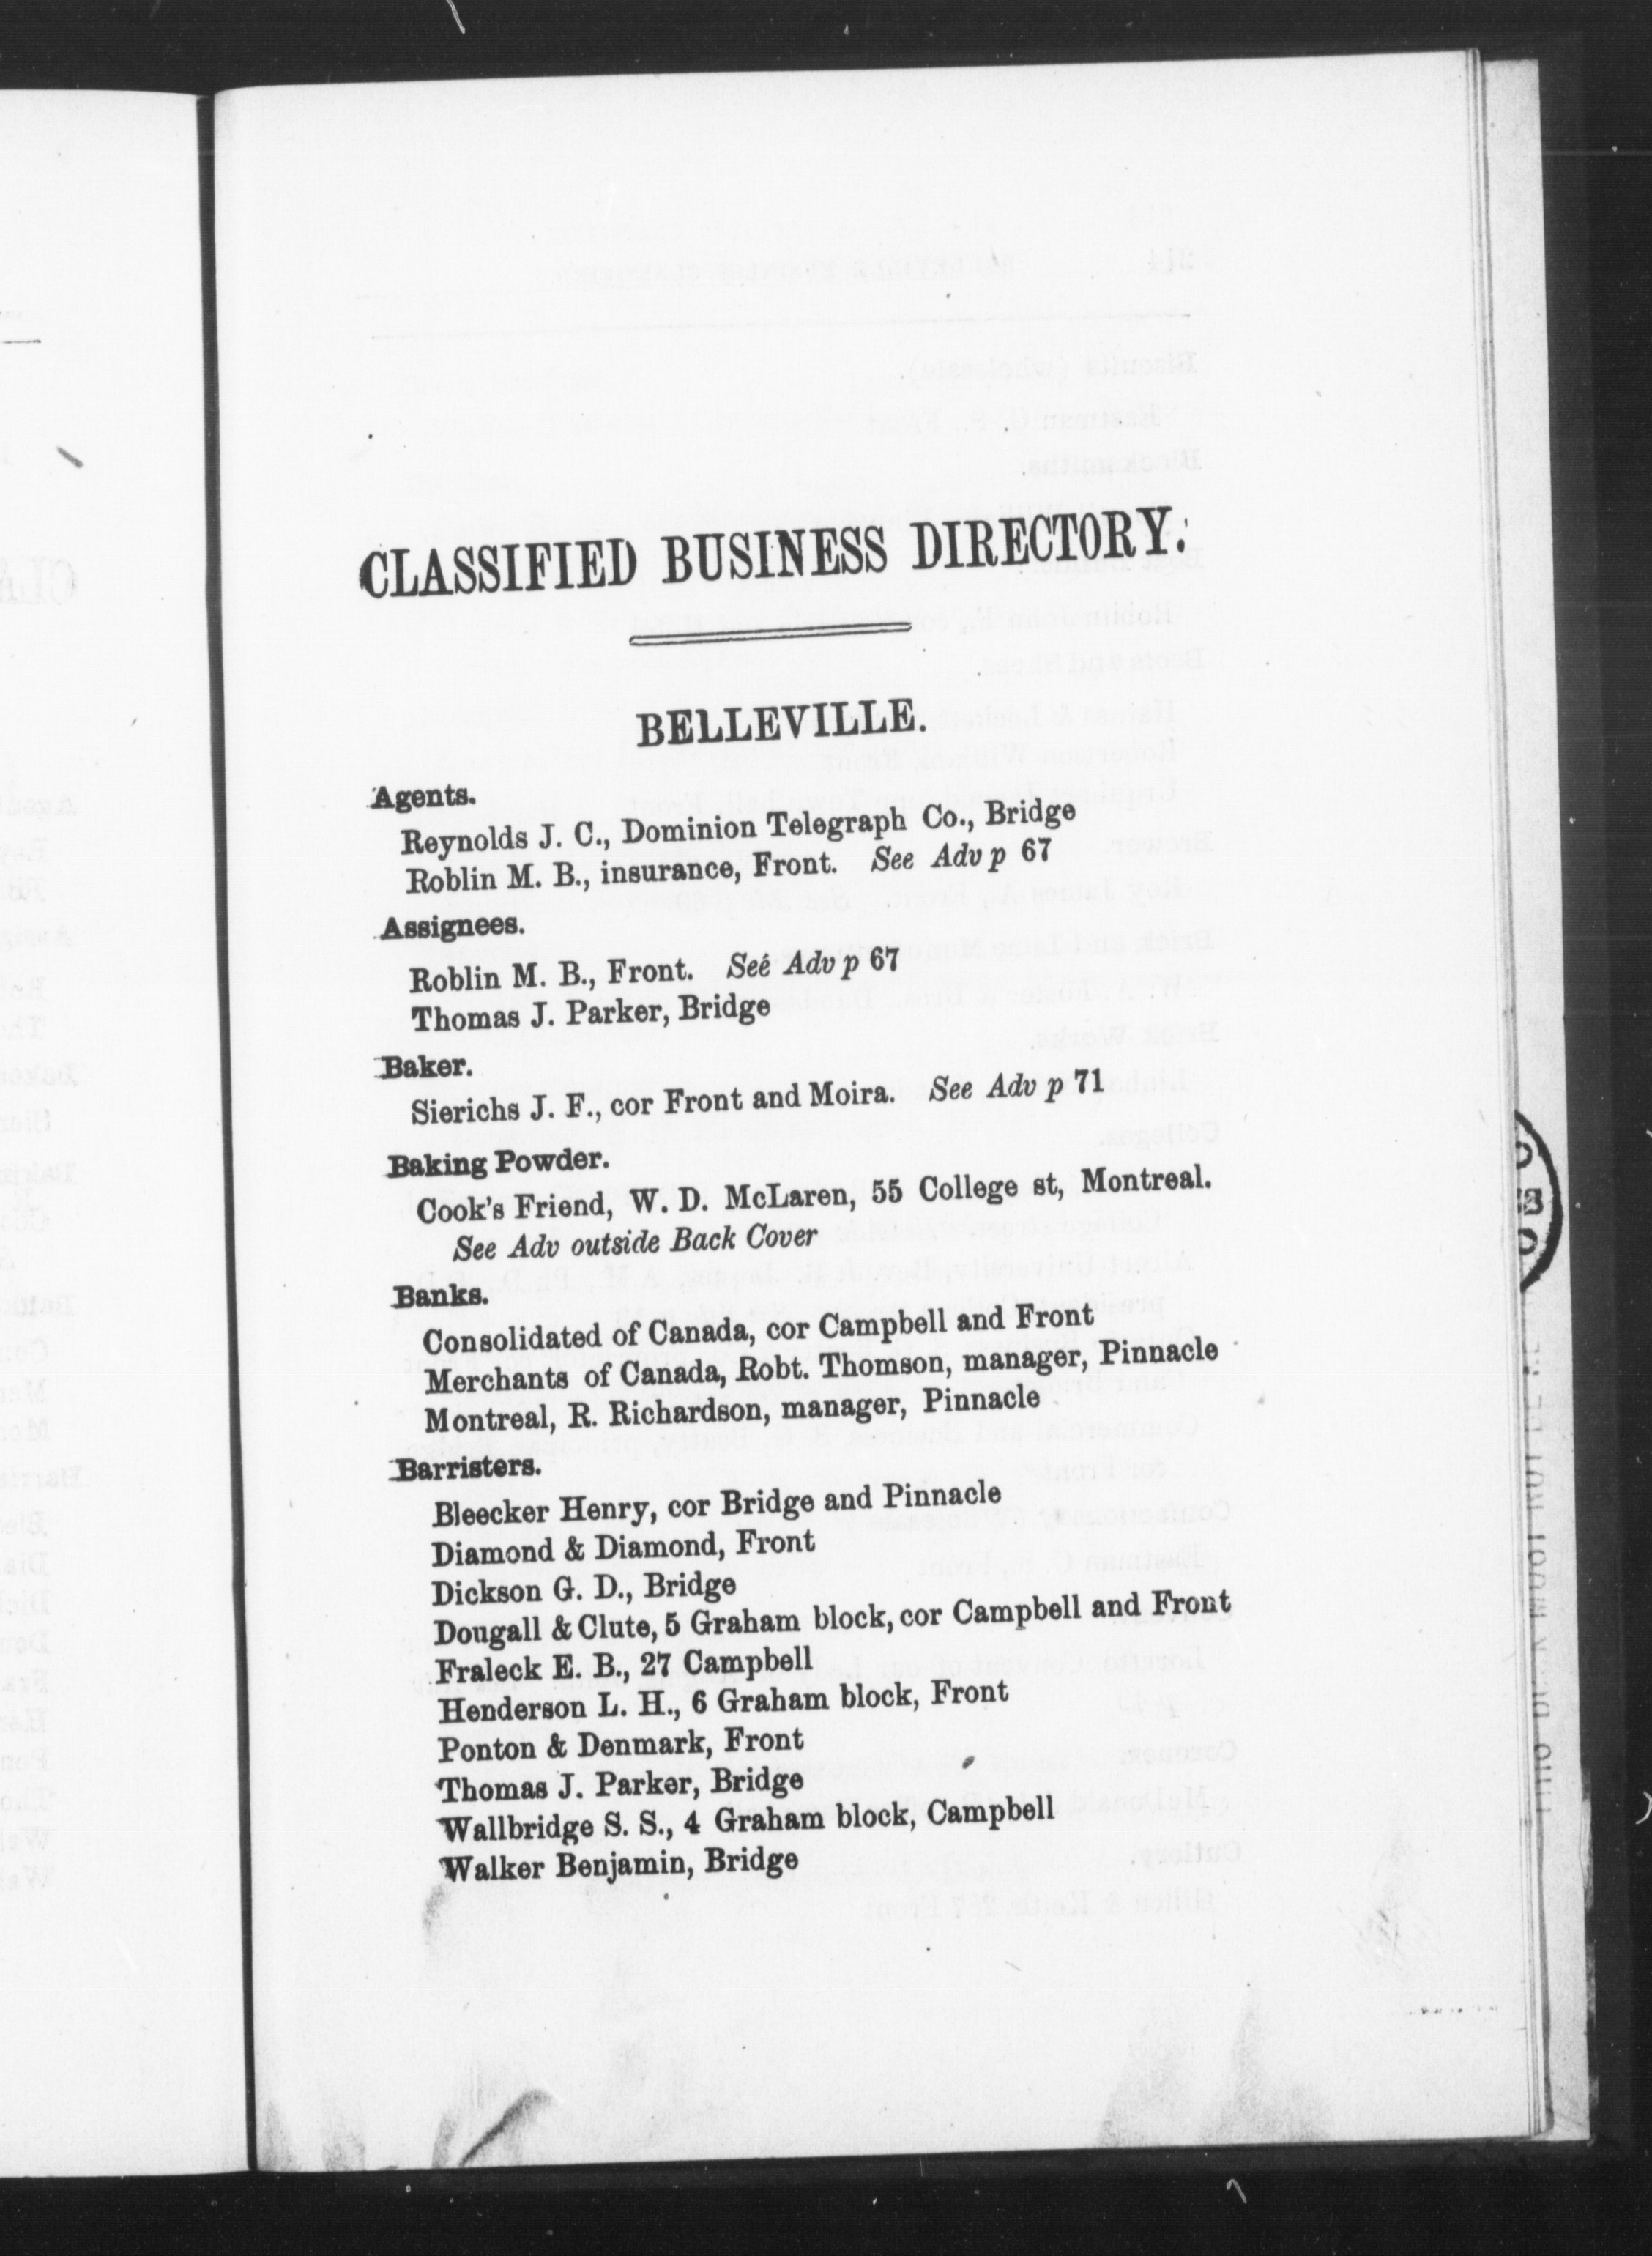 CLASSIFIED BUSINESS DIRECTORY.
BELLEVILLE.
Agents.
Reynolds J. C., Dominion Telegraph Co., Bridge
Roblin M. B., insurance, Front. See Adv p 67
Assignees.
Roblin M. B., Front. See Adv p 67
Thomas J. Parker, Bridge
Baker.
Sierichs J. F., cor Front and Moira. See Adv p 71
Baking Powder.
Cook's Friend, W. D. McLaren, 55 College st, Montreal.
See Adv outside Back Cover
Banks.
Consolidated of Canada, cor Campbell and Front
Merchants of Canada, Robt. Thomson, manager, Pinnacle
Montreal, R. Richardson, manager, Pinnacle
Barristers.
Bleecker Henry, cor Bridge and Pinnacle
Diamond & Diamond, Front
Dickson G. D., Bridge
Dougall & Clute, 5 Graham block, cor Campbell and Front
Fraleck E. B., 27 Campbell
Henderson L. H., 6 Graham block, Front
Ponton & Denmark, Front
Thomas J. Parker, Bridge
Wallbridge S. S., 4 Graham block, Campbell
Walker Benjamin, Bridge